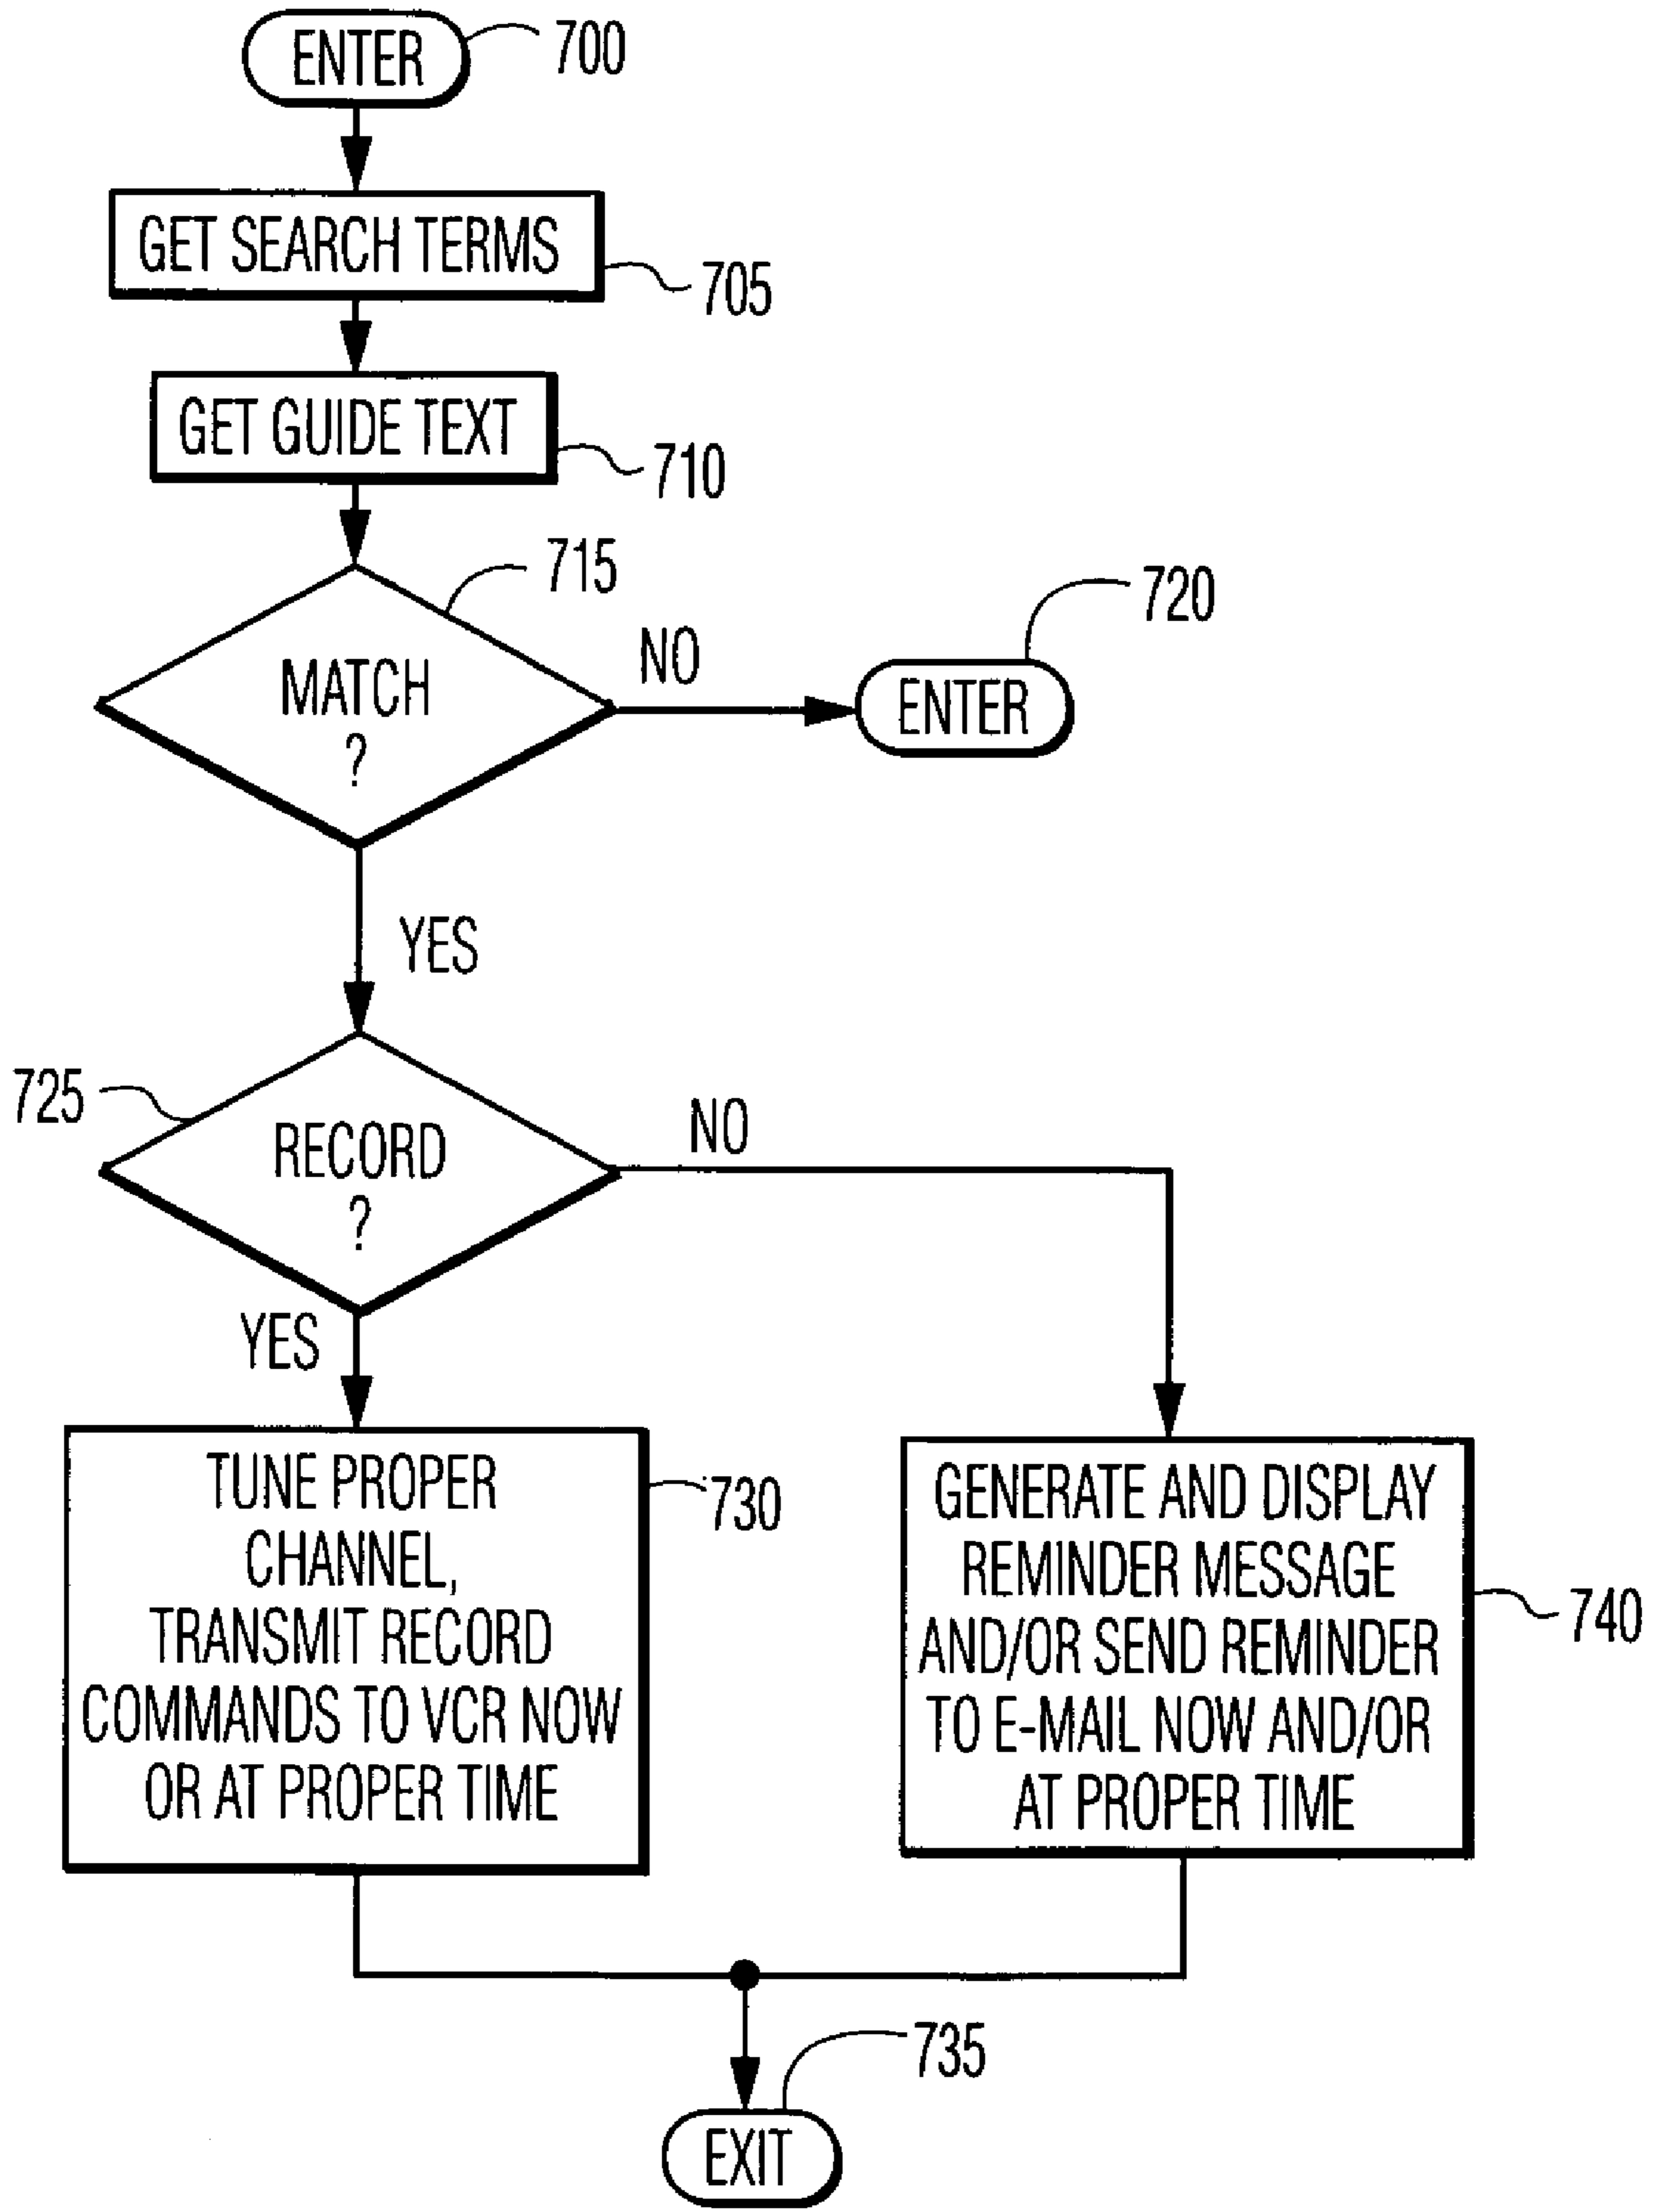 ENTER
700
GET SEARCH TERMS
705
GET GUIDE TEXT
710
715
MATCH
?
NO
720
ENTER
YES
725
RECORD
?
NO
YES
TUNE PROPER
CHANNEL,
TRANSMIT RECORD
COMMANDS TO VCR NOW
OR AT PROPER TIME
730
GENERATE AND DISPLAY
REMINDER MESSAGE
AND/OR SEND REMINDER
TO E-MAIL NOW AND/OR
AT PROPER TIME
740
735
EXIT